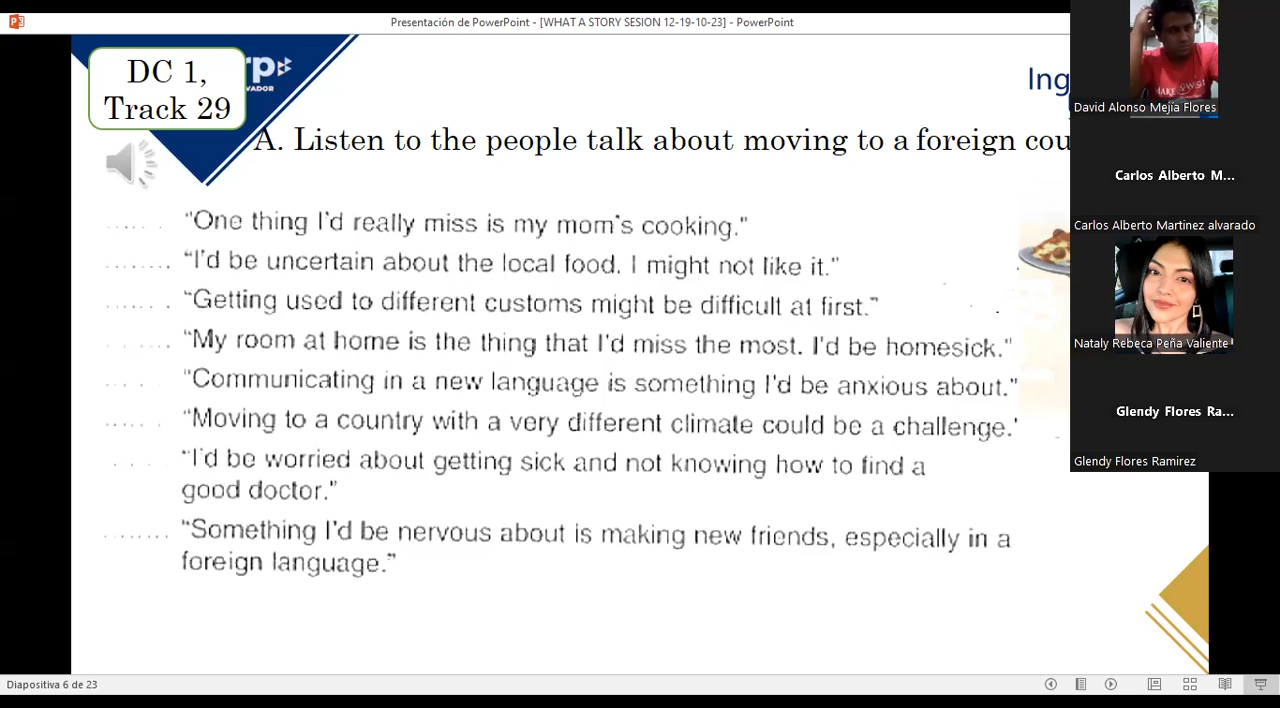 Presentación de PowerPoint - [WHAT A STORY SESION 12-19-10-23] - PowerPoint
DC 1,
Track 29
rp
VADOR
Ing
A. Listen to the people talk about moving to a foreign cou
"One thing I'd really miss is my mom's cooking."
"I'd be uncertain about the local food. I might not like it."
"Getting used to different customs might be difficult at first."
"My room at home is the thing that I'd miss the most. I'd be homesick."
"Communicating in a new language is something I'd be anxious about."
"Moving to a country with a very different climate could be a challenge.'
"I'd be worried about getting sick and not knowing how to find a
good doctor."
"Something I'd be nervous about is making new friends, especially in a
foreign language."
MAKE A WISH
David Alonso Mejía Flores
Carlos Alberto M...
Carlos Alberto Martinez alvarado
Nataly Rebeca Peña Valiente
Glendy Flores Ra...
Glendy Flores Ramirez
Diapositiva 6 de 23